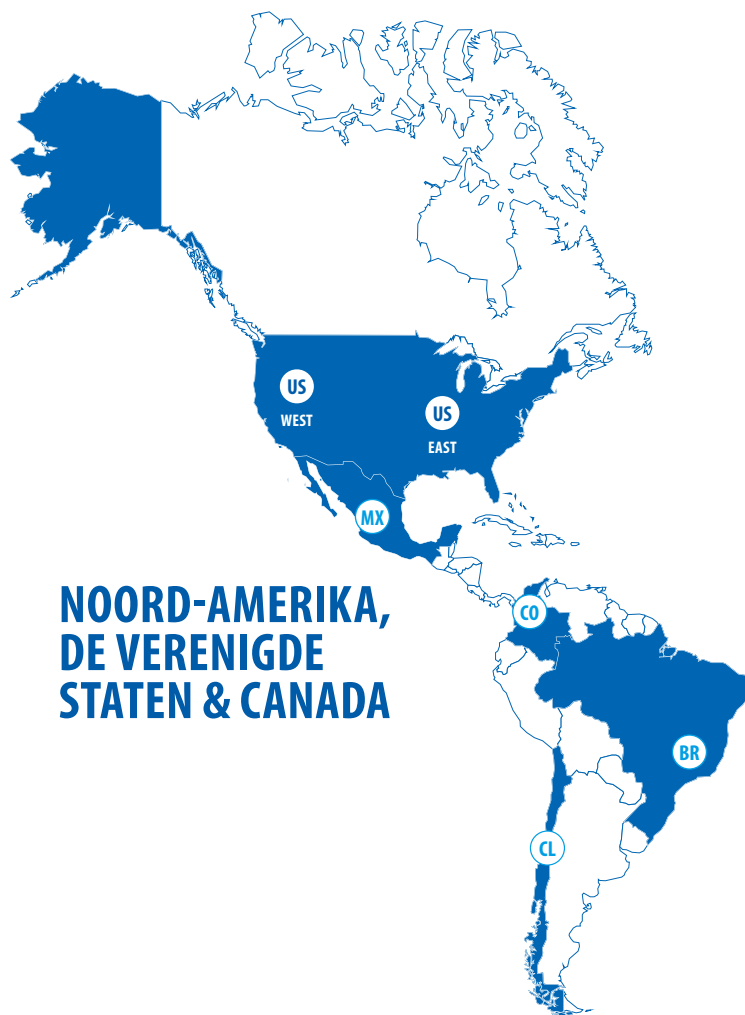 US
WEST
US
EAST
MX
NOORD-AMERIKA,
DE VERENIGDE
STATEN & CANADA
CO
BR
CL